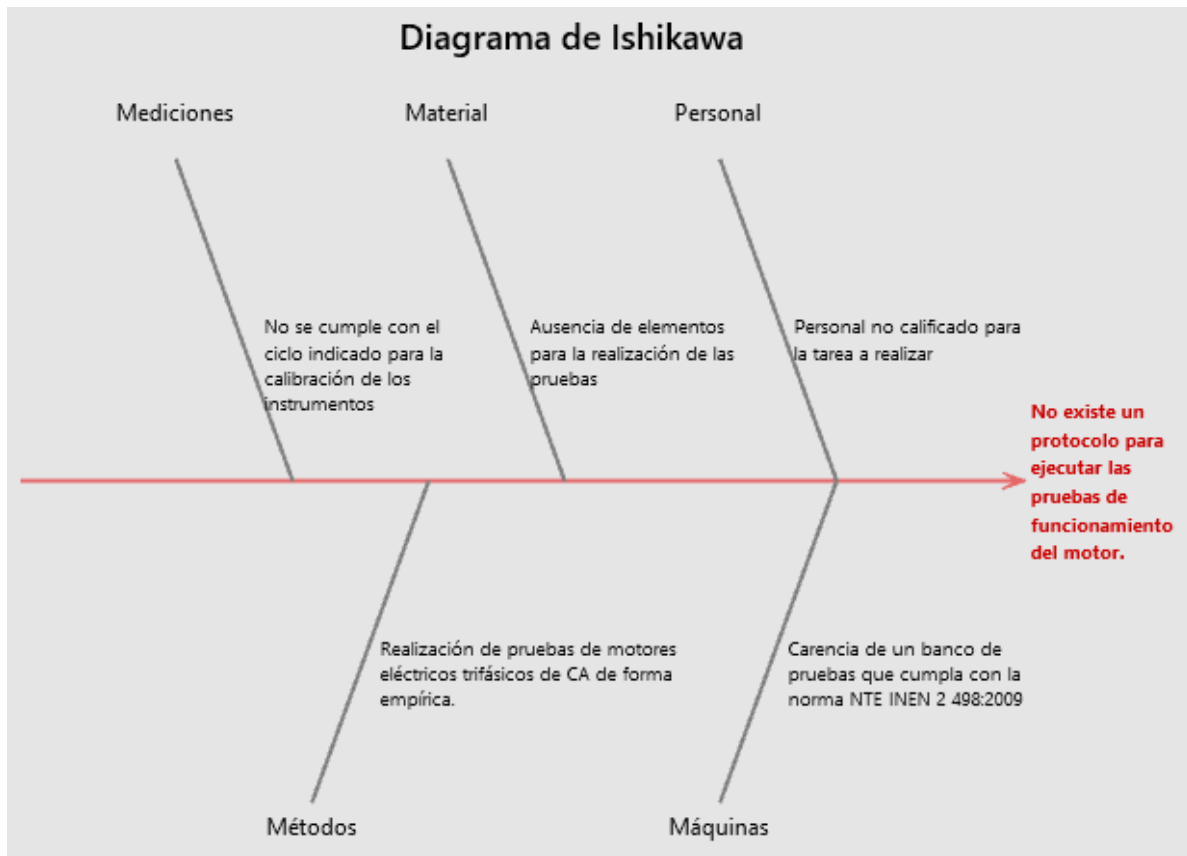 Diagrama de Ishikawa
Mediciones
Material
Personal
No se cumple con el
ciclo indicado para la
calibración de los
instrumentos
Ausencia de elementos
para la realización de las
pruebas
Personal no calificado para
la tarea a realizar
No existe un
protocolo para
ejecutar las
pruebas de
funcionamiento
del motor.
Realización de pruebas de motores
eléctricos trifásicos de CA de forma
empírica.
Carencia de un banco de
pruebas que cumpla con la
norma NTE INEN 2 498:2009
Métodos
Máquinas